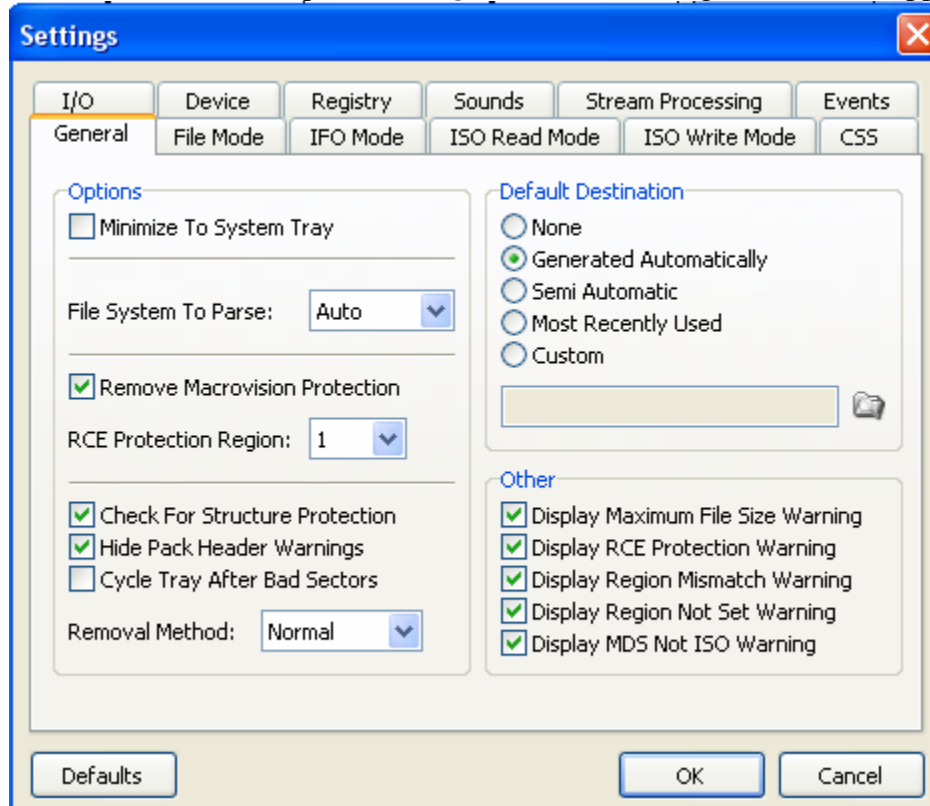 Settings
I/O Device Registry Sounds Stream Processing Events
General File Mode IFO Mode ISO Read Mode ISO Write Mode CSS
Options
Minimize To System Tray
File System To Parse: Auto
Remove Macrovision Protection
RCE Protection Region: 1
Check For Structure Protection
Hide Pack Header Warnings
Cycle Tray After Bad Sectors
Removal Method: Normal
Default Destination
None
Generated Automatically
Semi Automatic
Most Recently Used
Custom
Other
Display Maximum File Size Warning
Display RCE Protection Warning
Display Region Mismatch Warning
Display Region Not Set Warning
Display MDS Not ISO Warning
Defaults OK Cancel